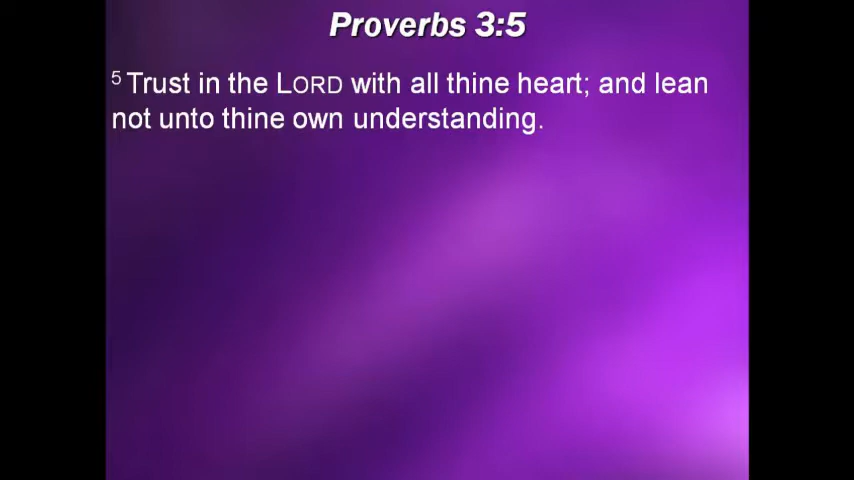 Proverbs 3:5
5 Trust in the LORD with all thine heart; and lean
not unto thine own understanding.